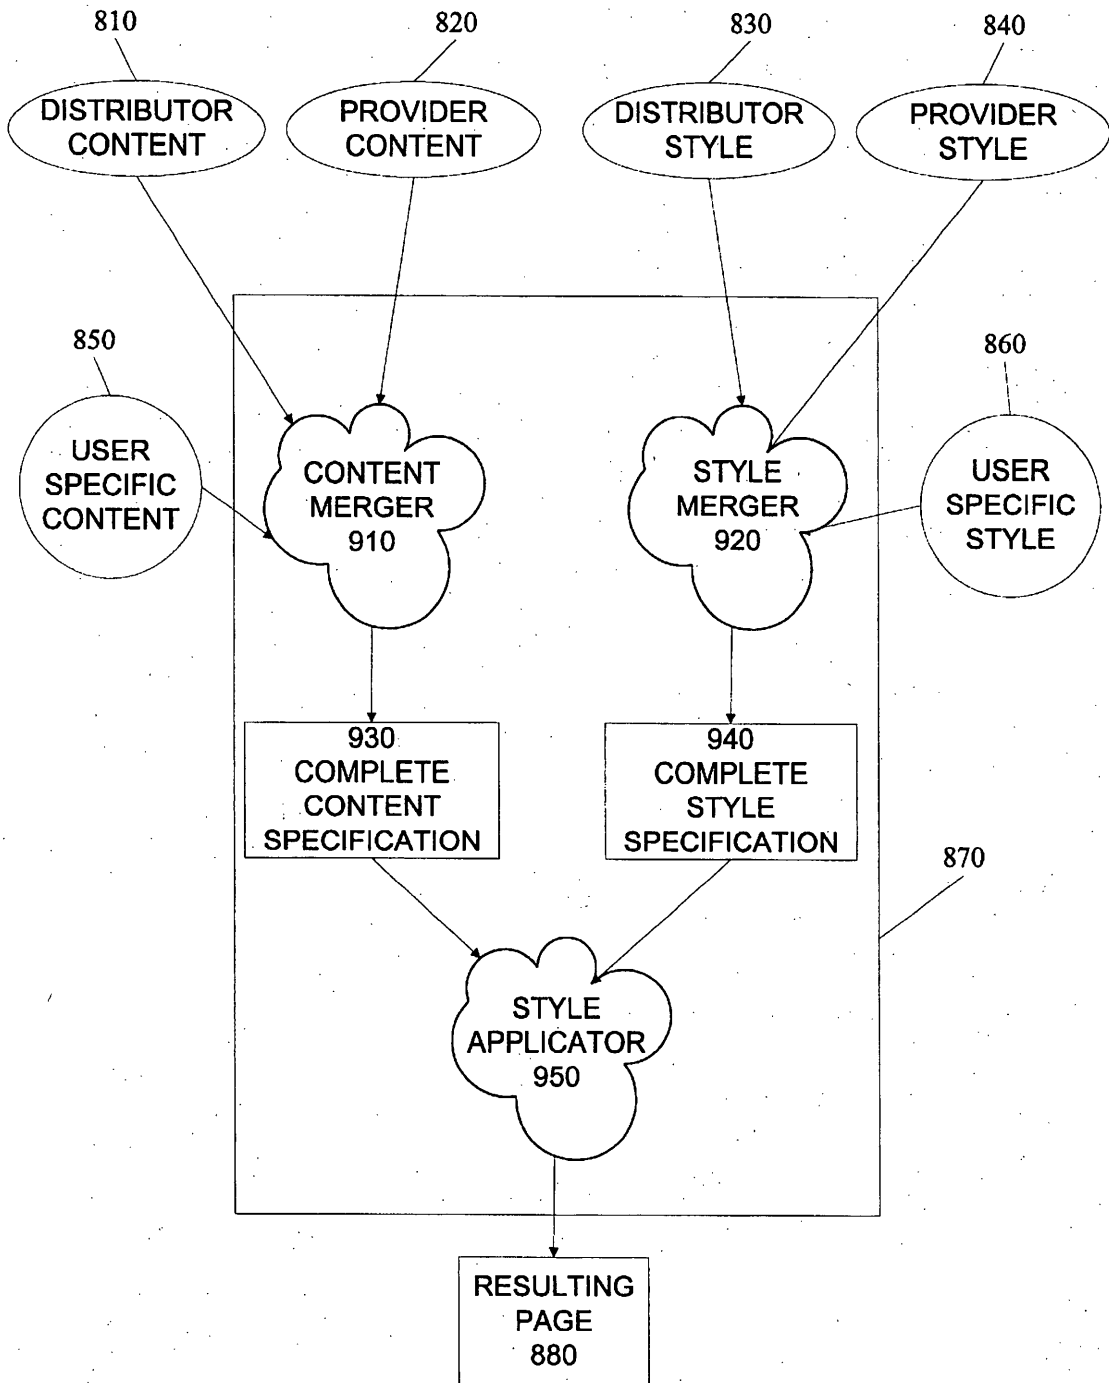 810
820
830
840
DISTRIBUTOR
CONTENT
PROVIDER
CONTENT
DISTRIBUTOR
STYLE
PROVIDER
STYLE
850
860
USER
SPECIFIC
CONTENT
CONTENT
MERGER
910
STYLE
MERGER
920
USER
SPECIFIC
STYLE
930
COMPLETE
CONTENT
SPECIFICATION
940
COMPLETE
STYLE
SPECIFICATION
870
STYLE
APPLICATOR
950
RESULTING
PAGE
880